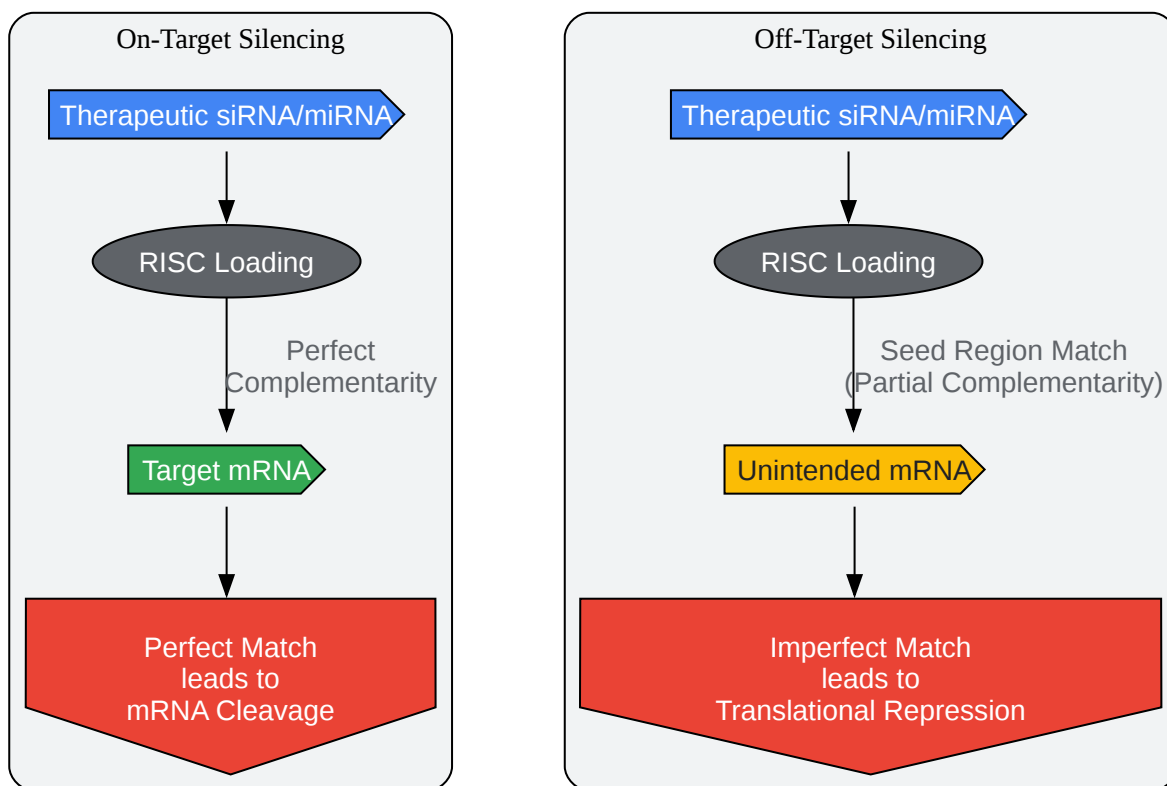 On-Target Silencing
Therapeutic siRNA/miRNA
RISC Loading
Perfect
Complementarity
Target mRNA
Perfect Match
leads to
mRNA Cleavage
Off-Target Silencing
Therapeutic siRNA/miRNA
RISC Loading
Seed Region Match
(Partial Complementarity)
Unintended mRNA
Imperfect Match
leads to
Translational Repression